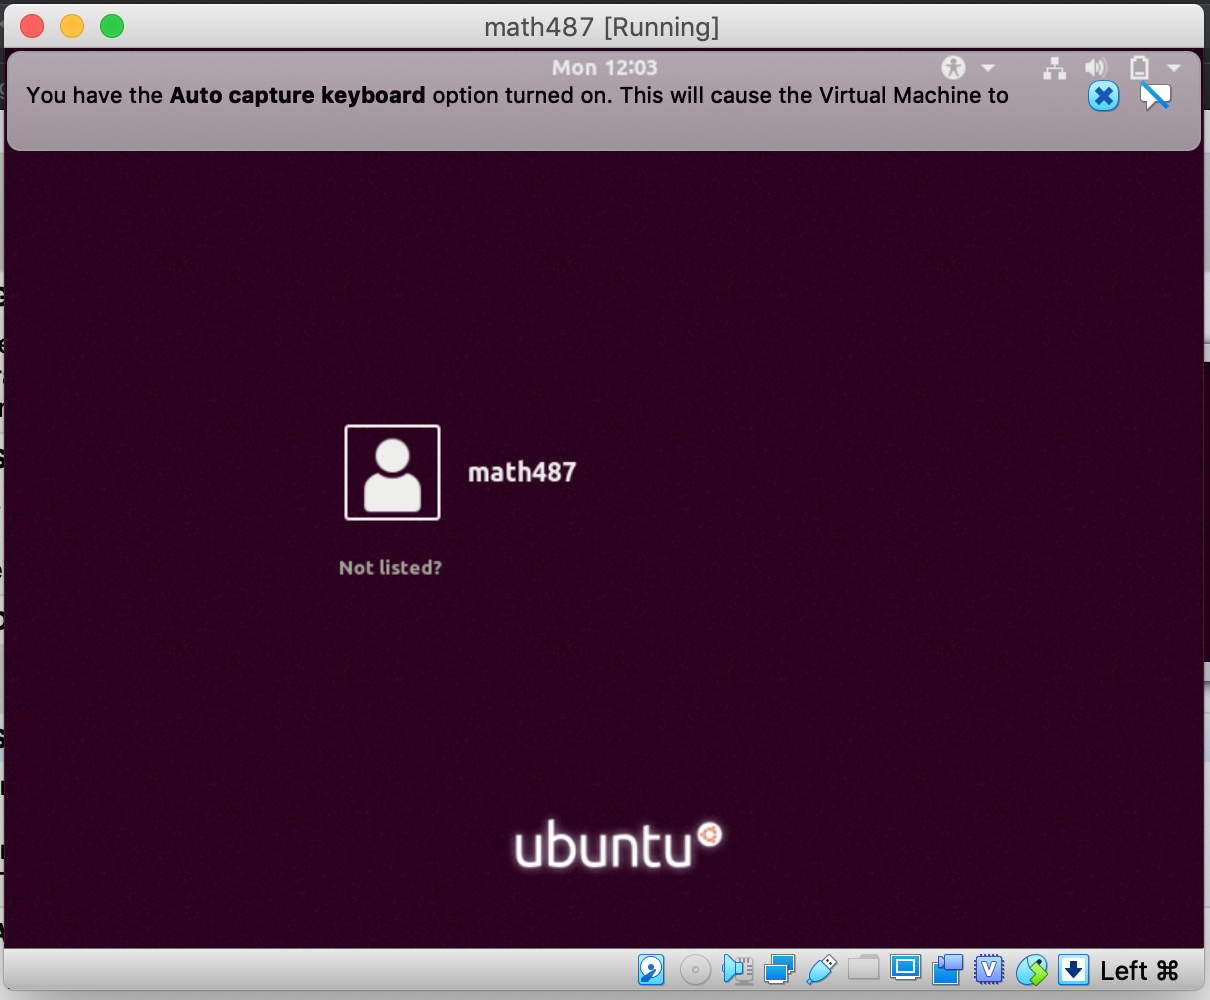 math487 [Running]
Mon 12:03
You have the Auto capture keyboard option turned on. This will cause the Virtual Machine to
math487
Not listed?
ubuntu
V
Left ⌘